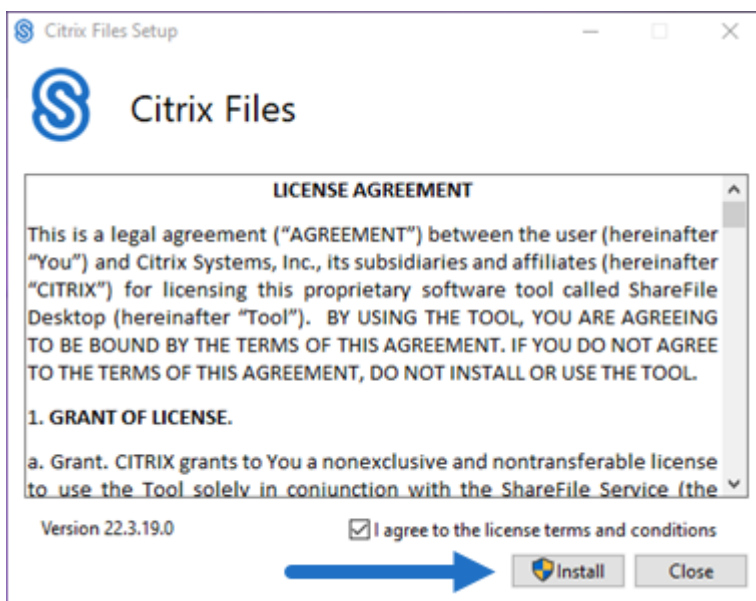 Citrix Files Setup
Citrix Files
LICENSE AGREEMENT
This is a legal agreement (“AGREEMENT”) between the user (hereinafter
“You”) and Citrix Systems, Inc., its subsidiaries and affiliates (hereinafter
“CITRIX”) for licensing this proprietary software tool called ShareFile
Desktop (hereinafter “Tool”).  BY USING THE TOOL, YOU ARE AGREEING
TO BE BOUND BY THE TERMS OF THIS AGREEMENT. IF YOU DO NOT AGREE
TO THE TERMS OF THIS AGREEMENT, DO NOT INSTALL OR USE THE TOOL.
1. GRANT OF LICENSE.
a. Grant. CITRIX grants to You a nonexclusive and nontransferable license
to use the Tool solely in conjunction with the ShareFile Service (the
Version 22.3.19.0
I agree to the license terms and conditions
Install
Close